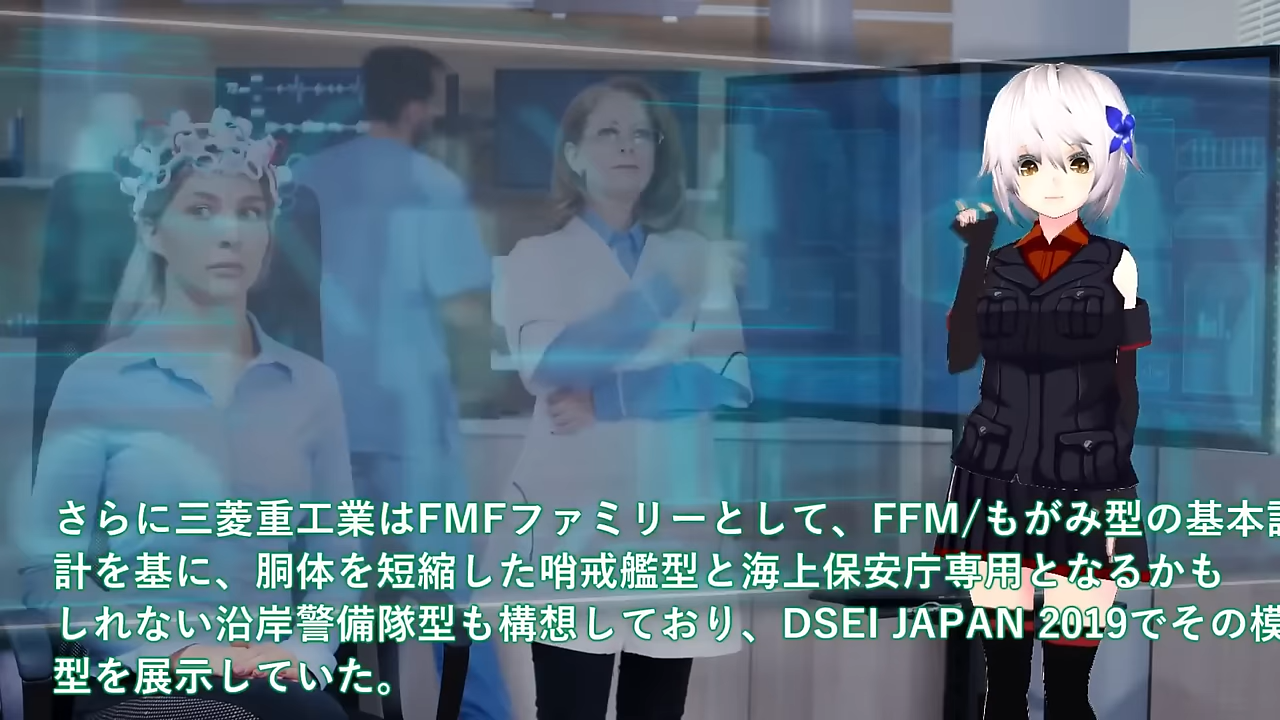 さらに三菱重工業はFMFファミリーとして、FFM/もがみ型の基本設
計を基に、胴体を短縮した哨戒艦型と海上保安庁専用となるかも
しれない沿岸警備隊型も構想しており、DSEI JAPAN 2019でその模
型を展示していた。